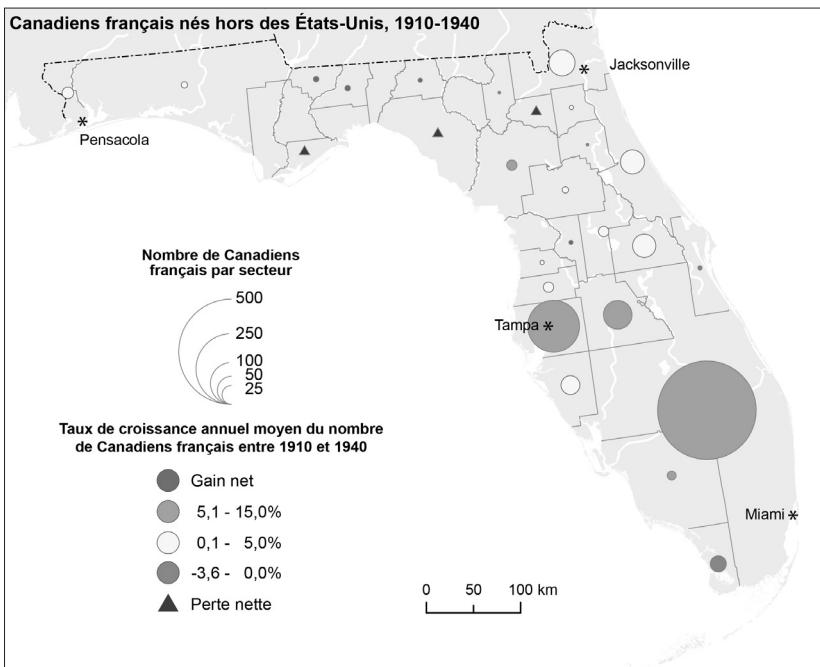 Canadiens français nés hors des États-Unis, 1910-1940
Jacksonville
Pensacola
Nombre de Canadiens
français par secteur
500
250
100
50
25
Tampa
Taux de croissance annuel moyen du nombre
de Canadiens français entre 1910 et 1940
Gain net
5,1 - 15,0%
0,1 - 5,0%
-3,6 - 0,0%
Perte nette
Miami
0 50 100 km